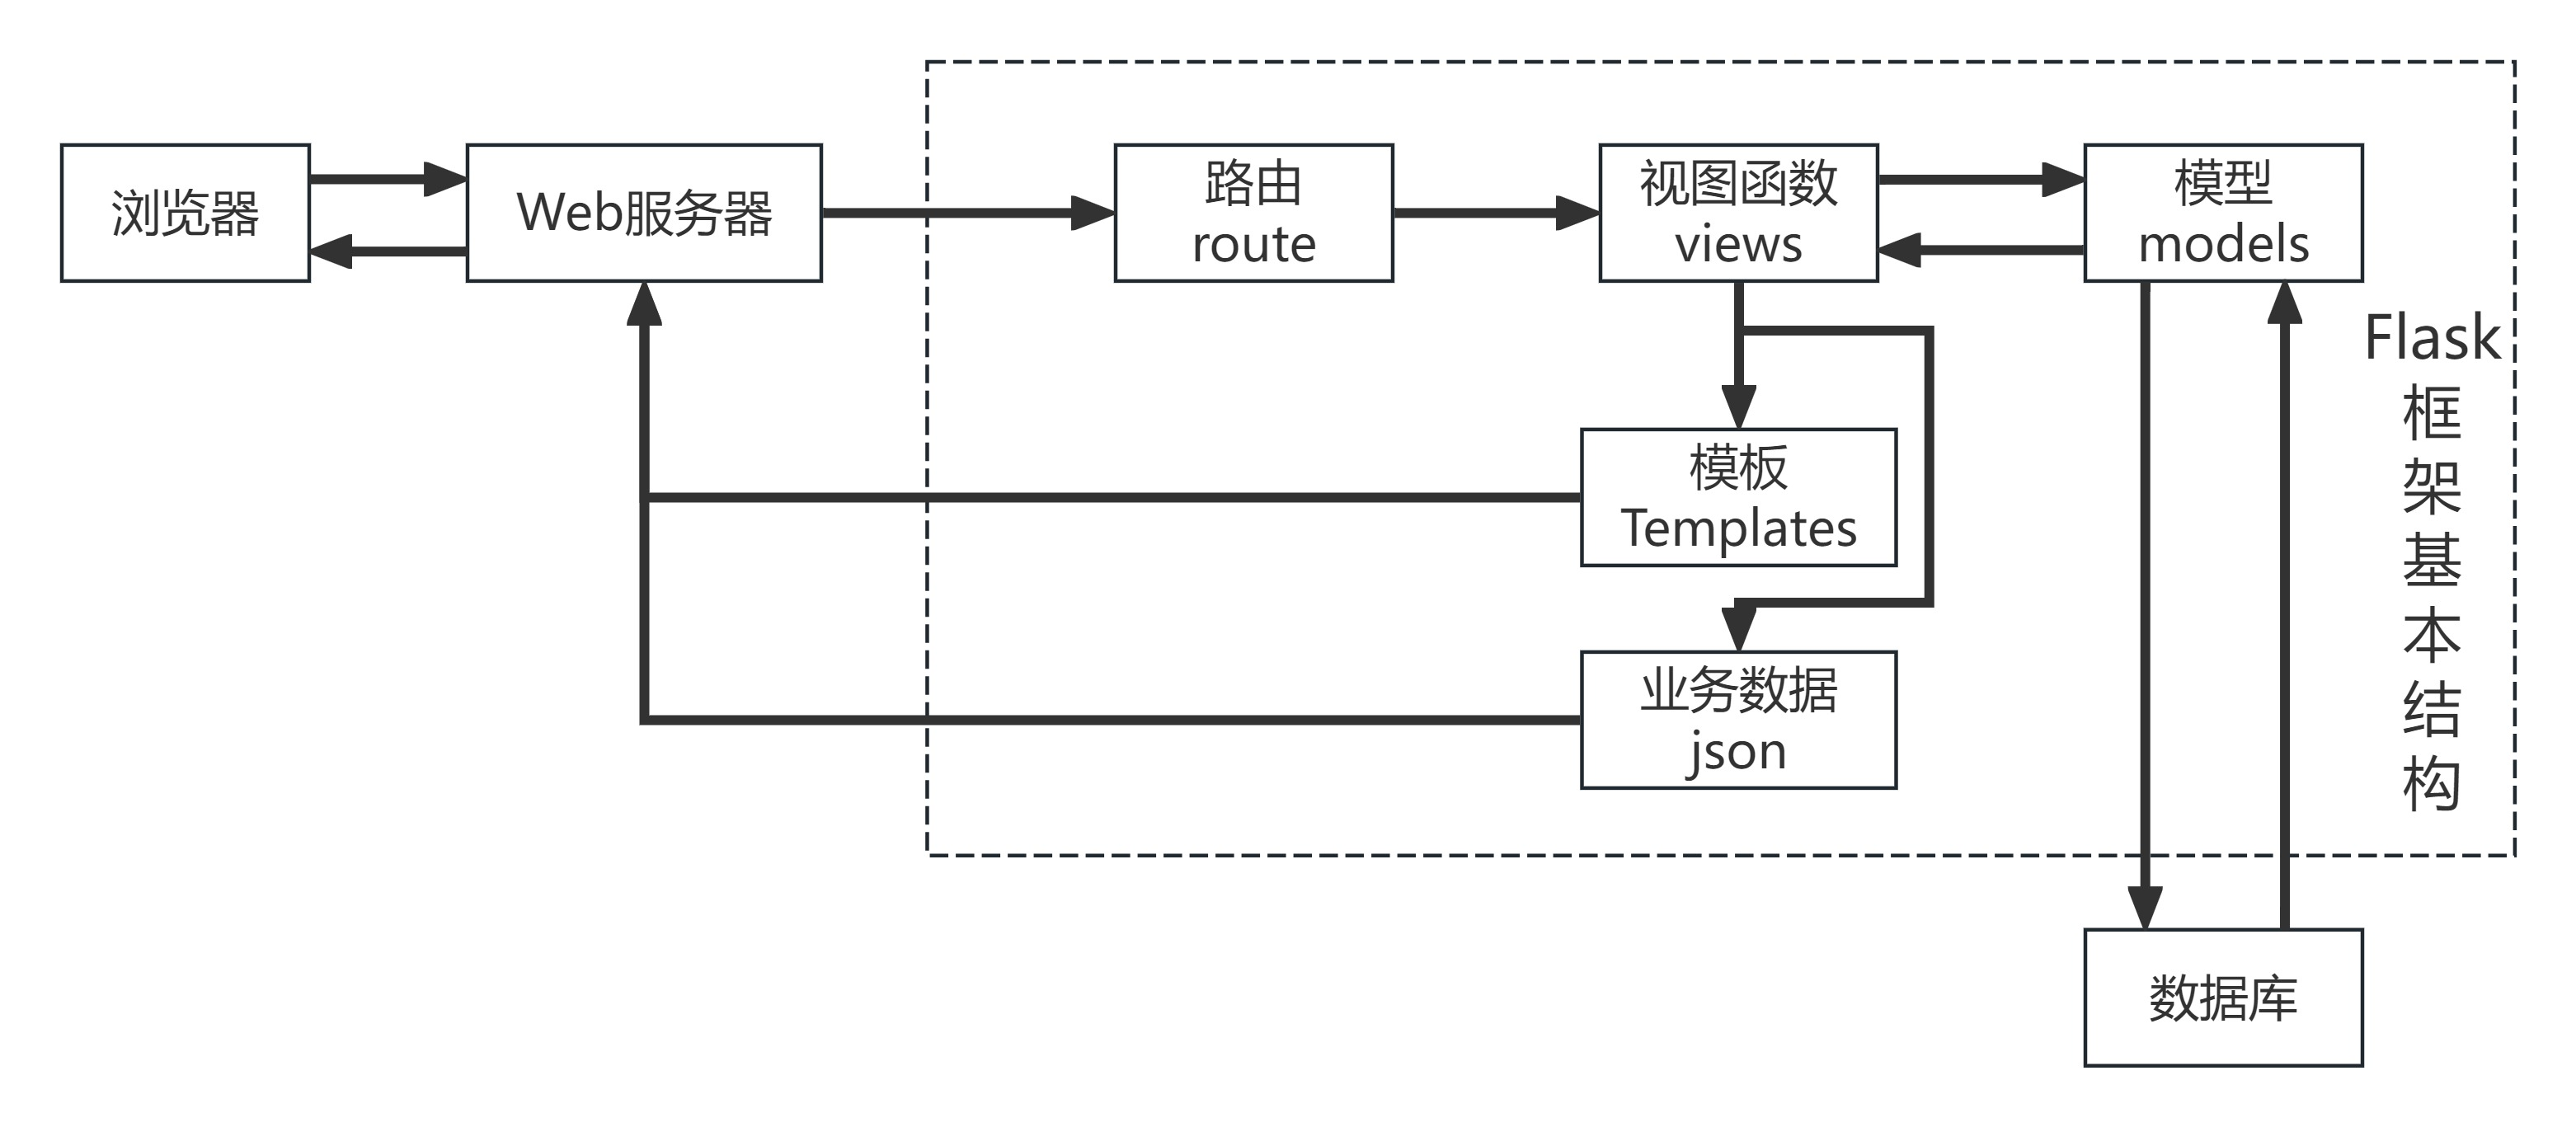 浏览器
Web服务器
路由
route
视图函数
views
模型
models
Flask
框
架
基
本
结
构
模板
Templates
业务数据
json
数据库